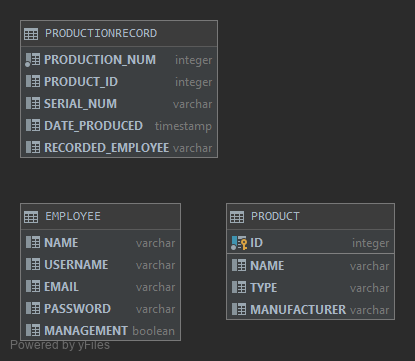 PRODUCTIONRECORD
PRODUCTION_NUM integer
PRODUCT_ID integer
SERIAL_NUM varchar
DATE_PRODUCED timestamp
RECORDED_EMPLOYEE varchar
EMPLOYEE
NAME varchar
USERNAME varchar
EMAIL varchar
PASSWORD varchar
MANAGEMENT boolean
PRODUCT
ID integer
NAME varchar
TYPE varchar
MANUFACTURER varchar
Powered by yFiles